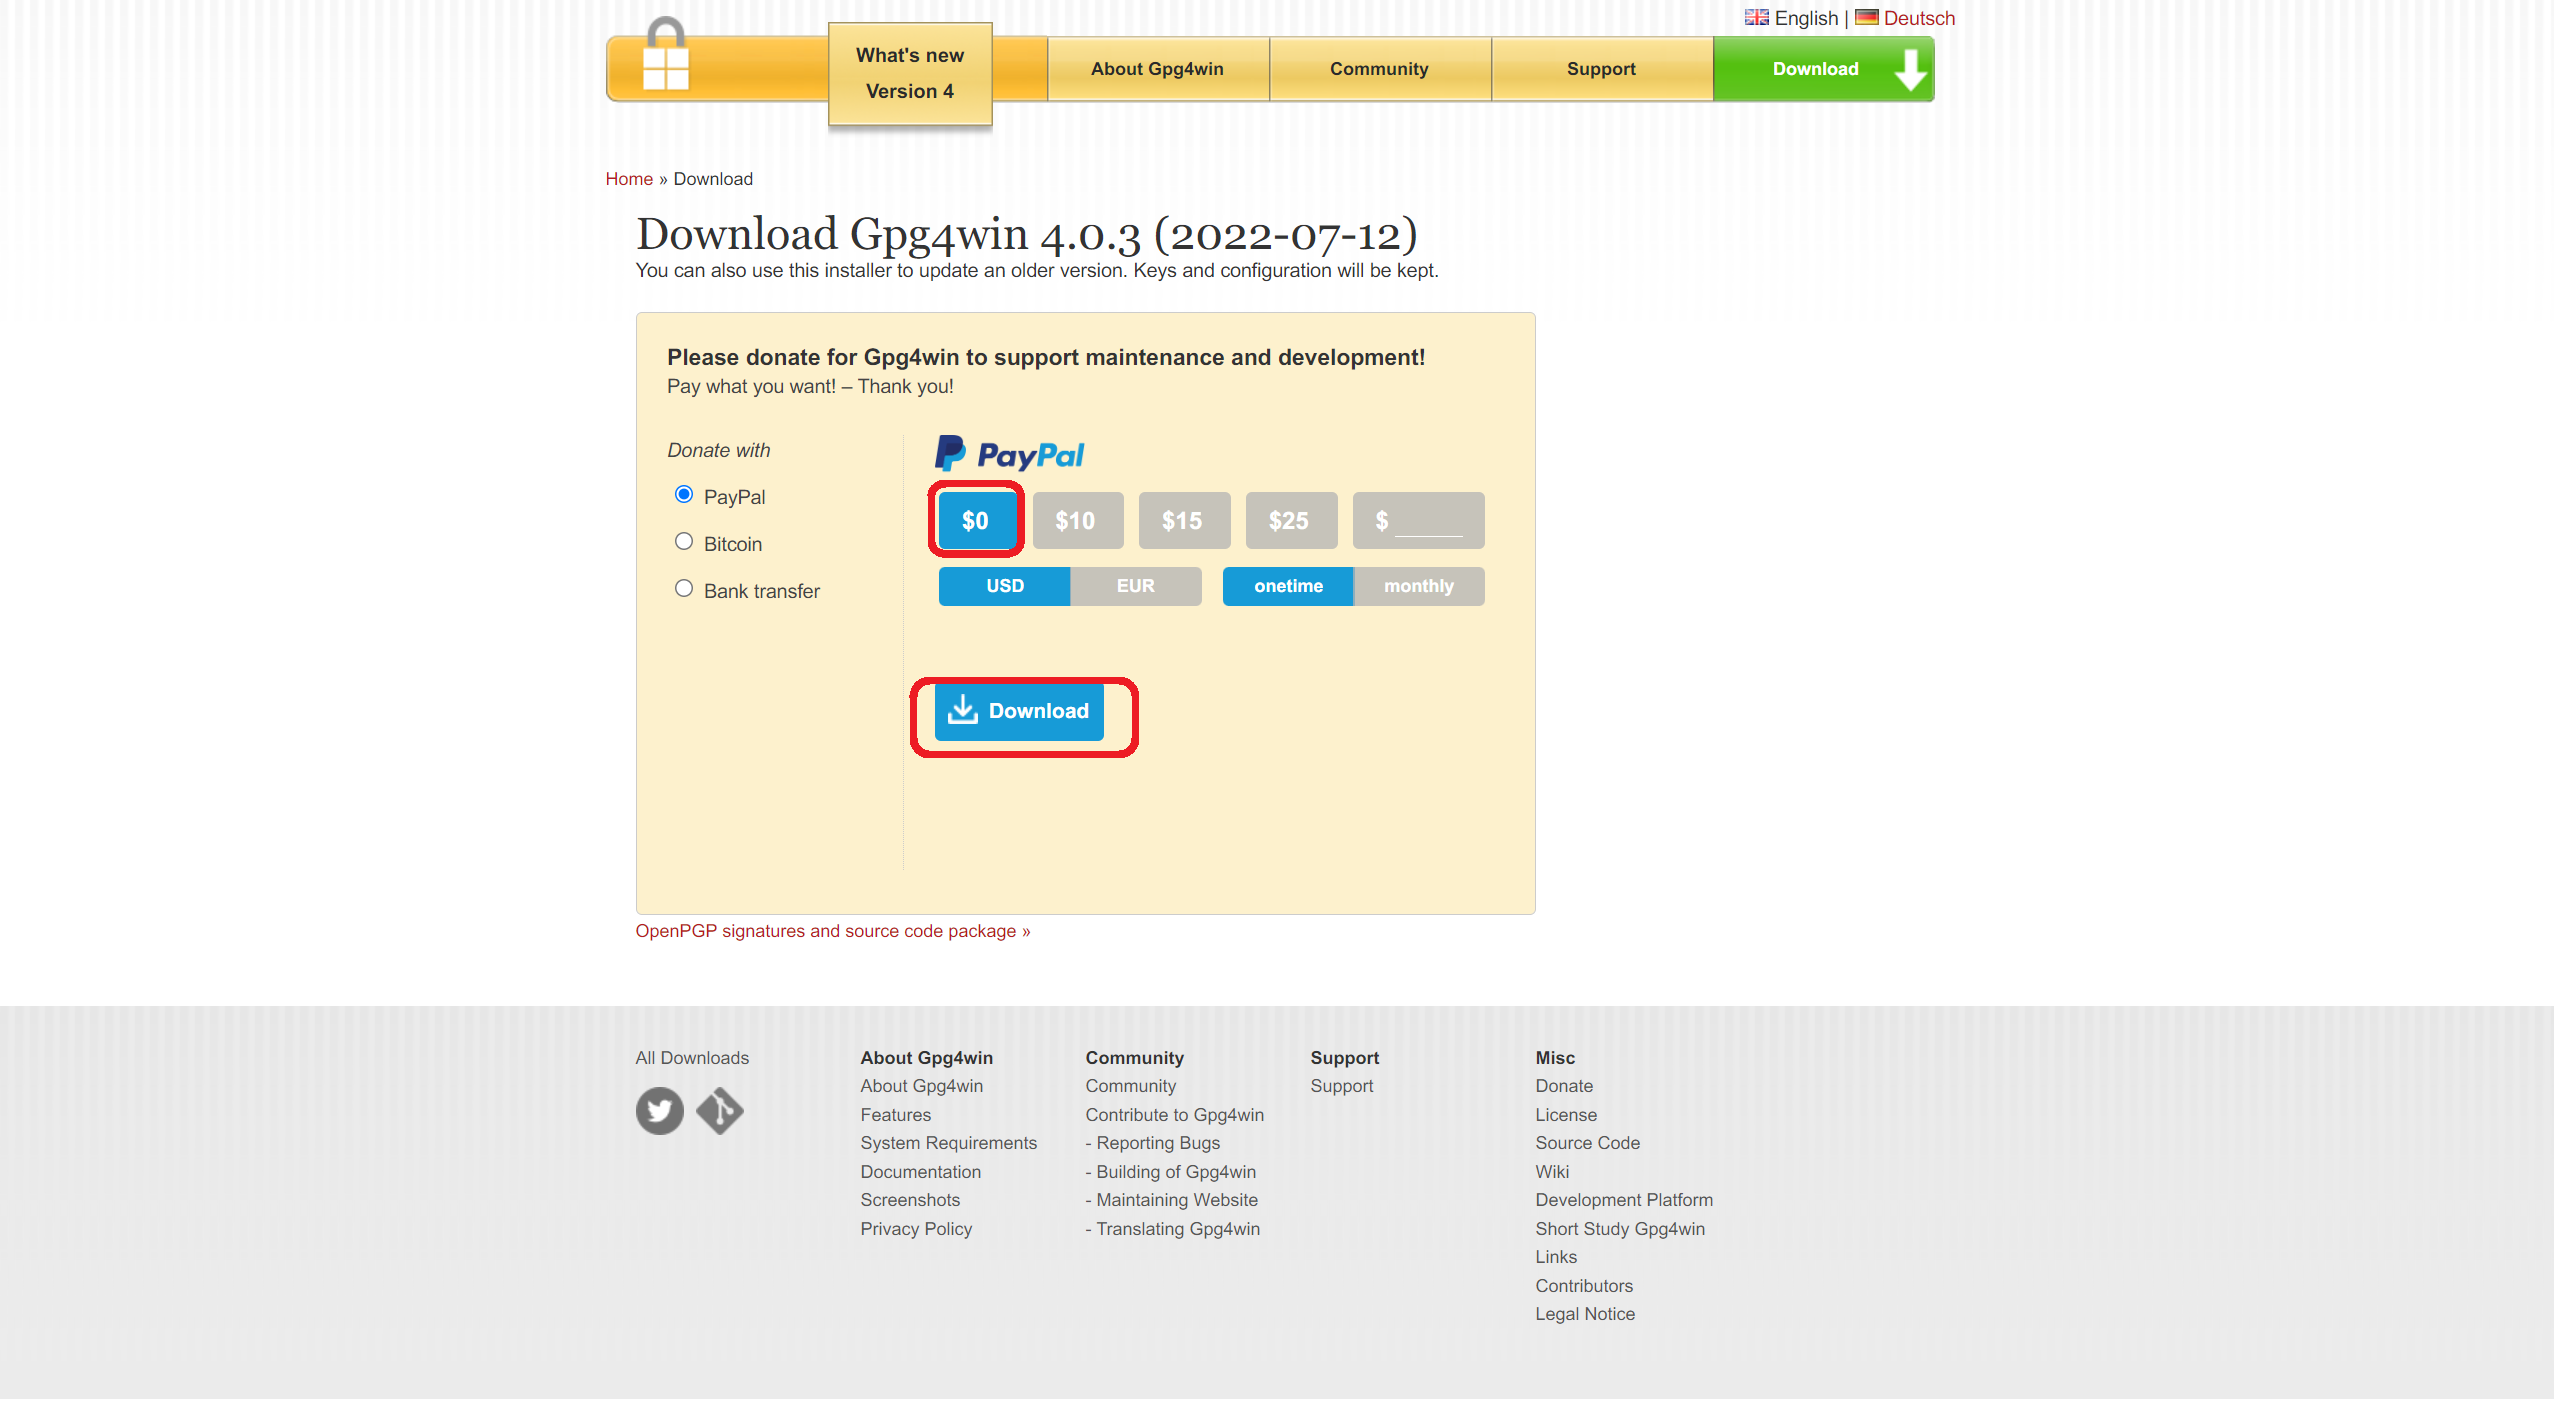 English | Deutsch
What's new
Version 4
About Gpg4win
Community
Support
Download
Home » Download
Download Gpg4win 4.0.3 (2022-07-12)
You can also use this installer to update an older version. Keys and configuration will be kept.
Please donate for Gpg4win to support maintenance and development!
Pay what you want! – Thank you!
Donate with
PayPal
Bitcoin
Bank transfer
PayPal
$0
$10
$15
$25
$
USD
EUR
onetime
monthly
Download
OpenPGP signatures and source code package »
All Downloads
About Gpg4win
About Gpg4win
Features
System Requirements
Documentation
Screenshots
Privacy Policy
Community
Community
Contribute to Gpg4win
- Reporting Bugs
- Building of Gpg4win
- Maintaining Website
- Translating Gpg4win
Support
Support
Misc
Donate
License
Source Code
Wiki
Development Platform
Short Study Gpg4win
Links
Contributors
Legal Notice